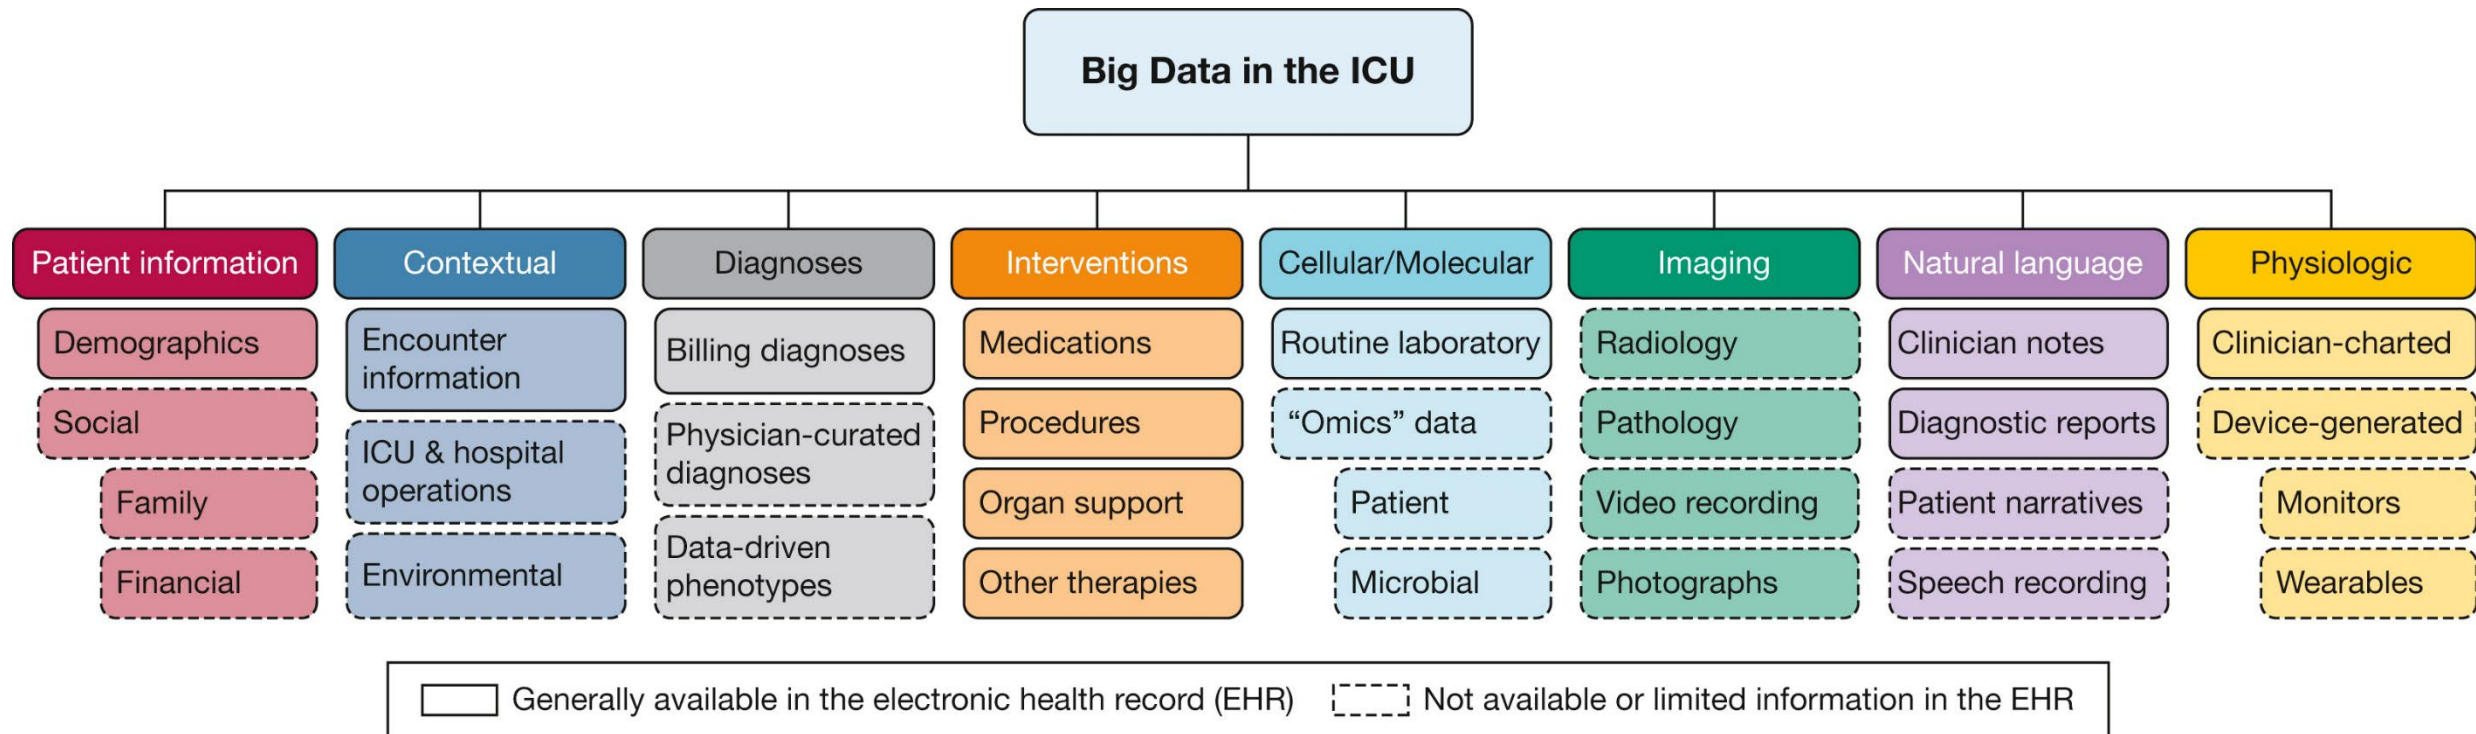 Big Data in the ICU
Patient information
Demographics
Social
Family
Financial
Contextual
Encounter
information
ICU & hospital
operations
Environmental
Diagnoses
Billing diagnoses
Physician-curated
diagnoses
Data-driven
phenotypes
Interventions
Medications
Procedures
Organ support
Other therapies
Cellular/Molecular
Routine laboratory
“Omics” data
Patient
Microbial
Imaging
Radiology
Pathology
Video recording
Photographs
Natural language
Clinician notes
Diagnostic reports
Patient narratives
Speech recording
Physiologic
Clinician-charted
Device-generated
Monitors
Wearables
Generally available in the electronic health record (EHR)
Not available or limited information in the EHR